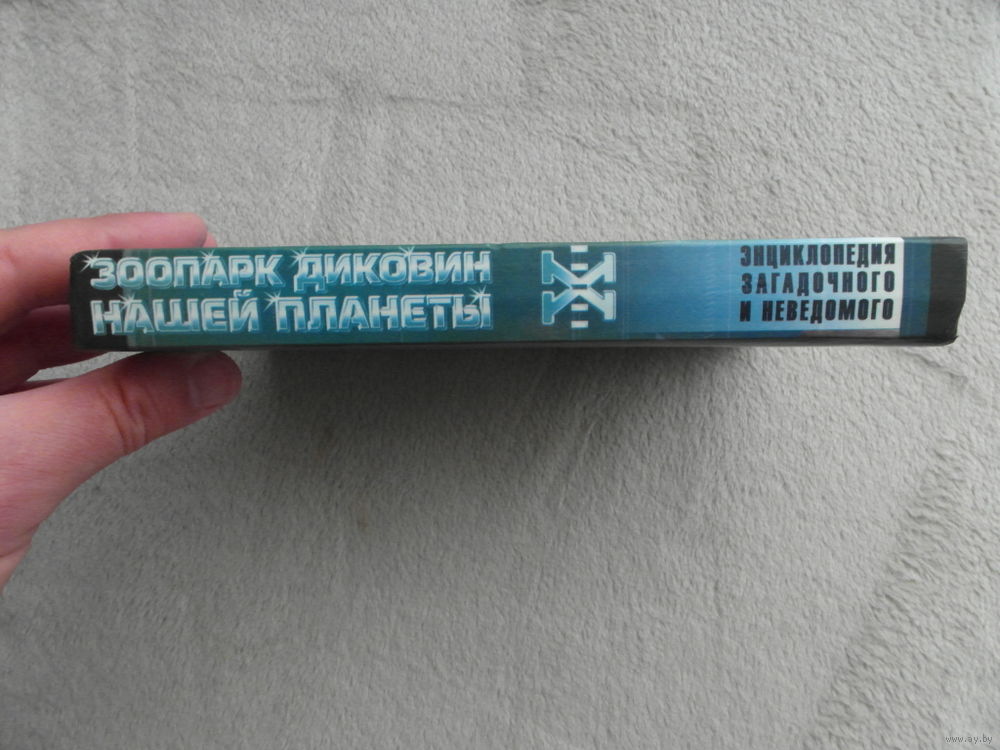 ЗООПАРК ДИКОВИН
НАШЕЙ ПЛАНЕТЫ
X
ЭНЦИКЛОПЕДИЯ
ЗАГАДОЧНОГО
И НЕВЕДОМОГО
www.ay.by